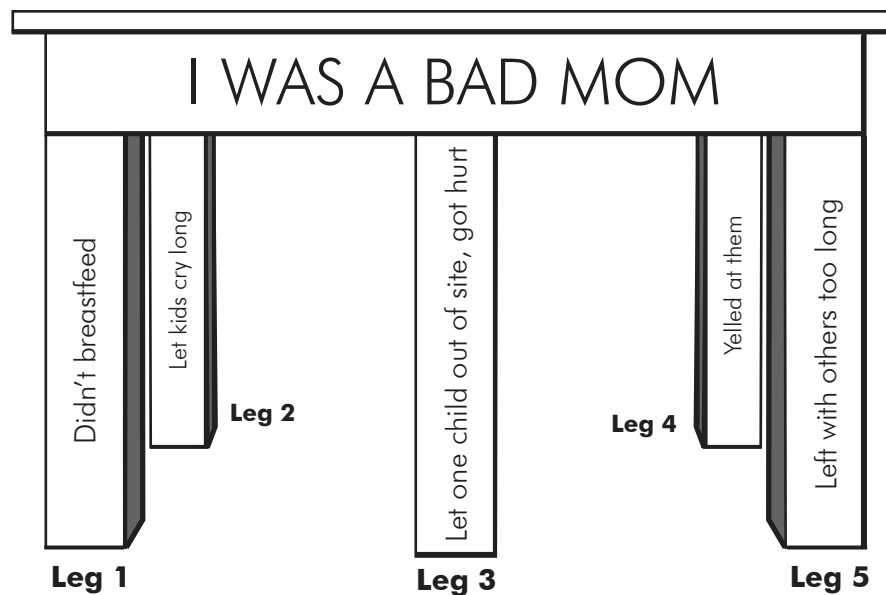 I WAS A BAD MOM
Didn't breastfeed
Let kids cry long
Let one child out of site, got hurt
Yelled at them
Left with others too long
Leg 1
Leg 2
Leg 3
Leg 4
Leg 5